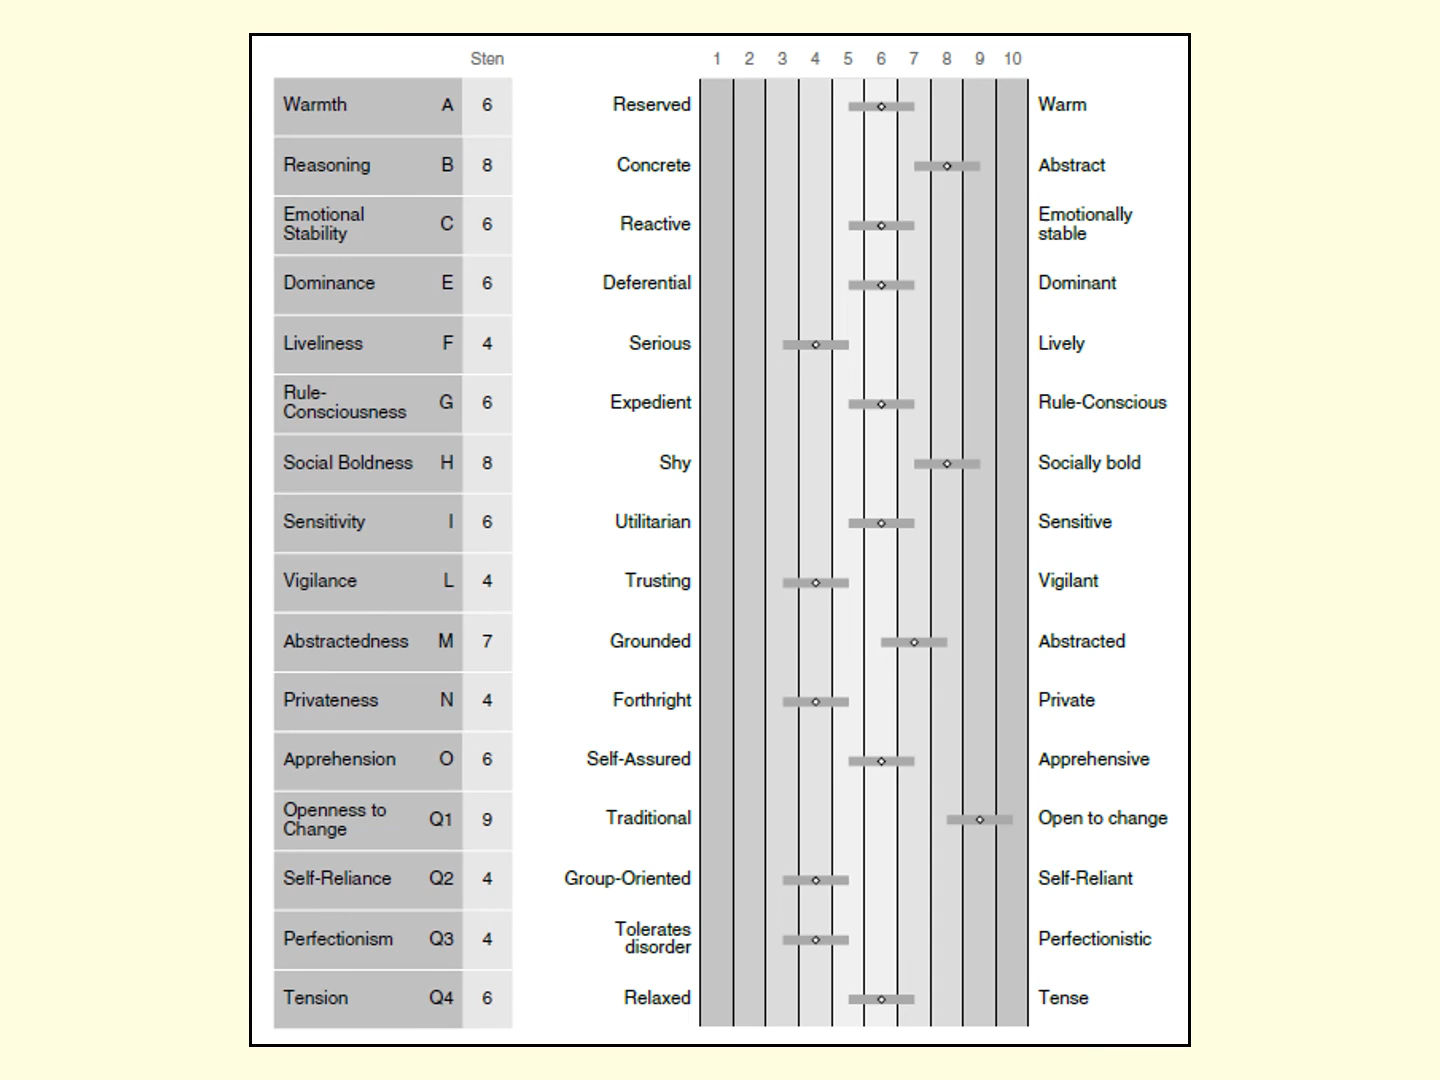 Sten 1 2 3 4 5 6 7 8 9 10
Warmth A 6 Reserved Warm
Reasoning B 8 Concrete Abstract
Emotional
Stability C 6 Reactive Emotionally
stable
Dominance E 6 Deferential Dominant
Liveliness F 4 Serious Lively
Rule-
Consciousness G 6 Expedient Rule-Conscious
Social Boldness H 8 Shy Socially bold
Sensitivity I 6 Utilitarian Sensitive
Vigilance L 4 Trusting Vigilant
Abstractedness M 7 Grounded Abstracted
Privateness N 4 Forthright Private
Apprehension O 6 Self-Assured Apprehensive
Openness to
Change Q1 9 Traditional Open to change
Self-Reliance Q2 4 Group-Oriented Self-Reliant
Perfectionism Q3 4 Tolerates
disorder Perfectionistic
Tension Q4 6 Relaxed Tense